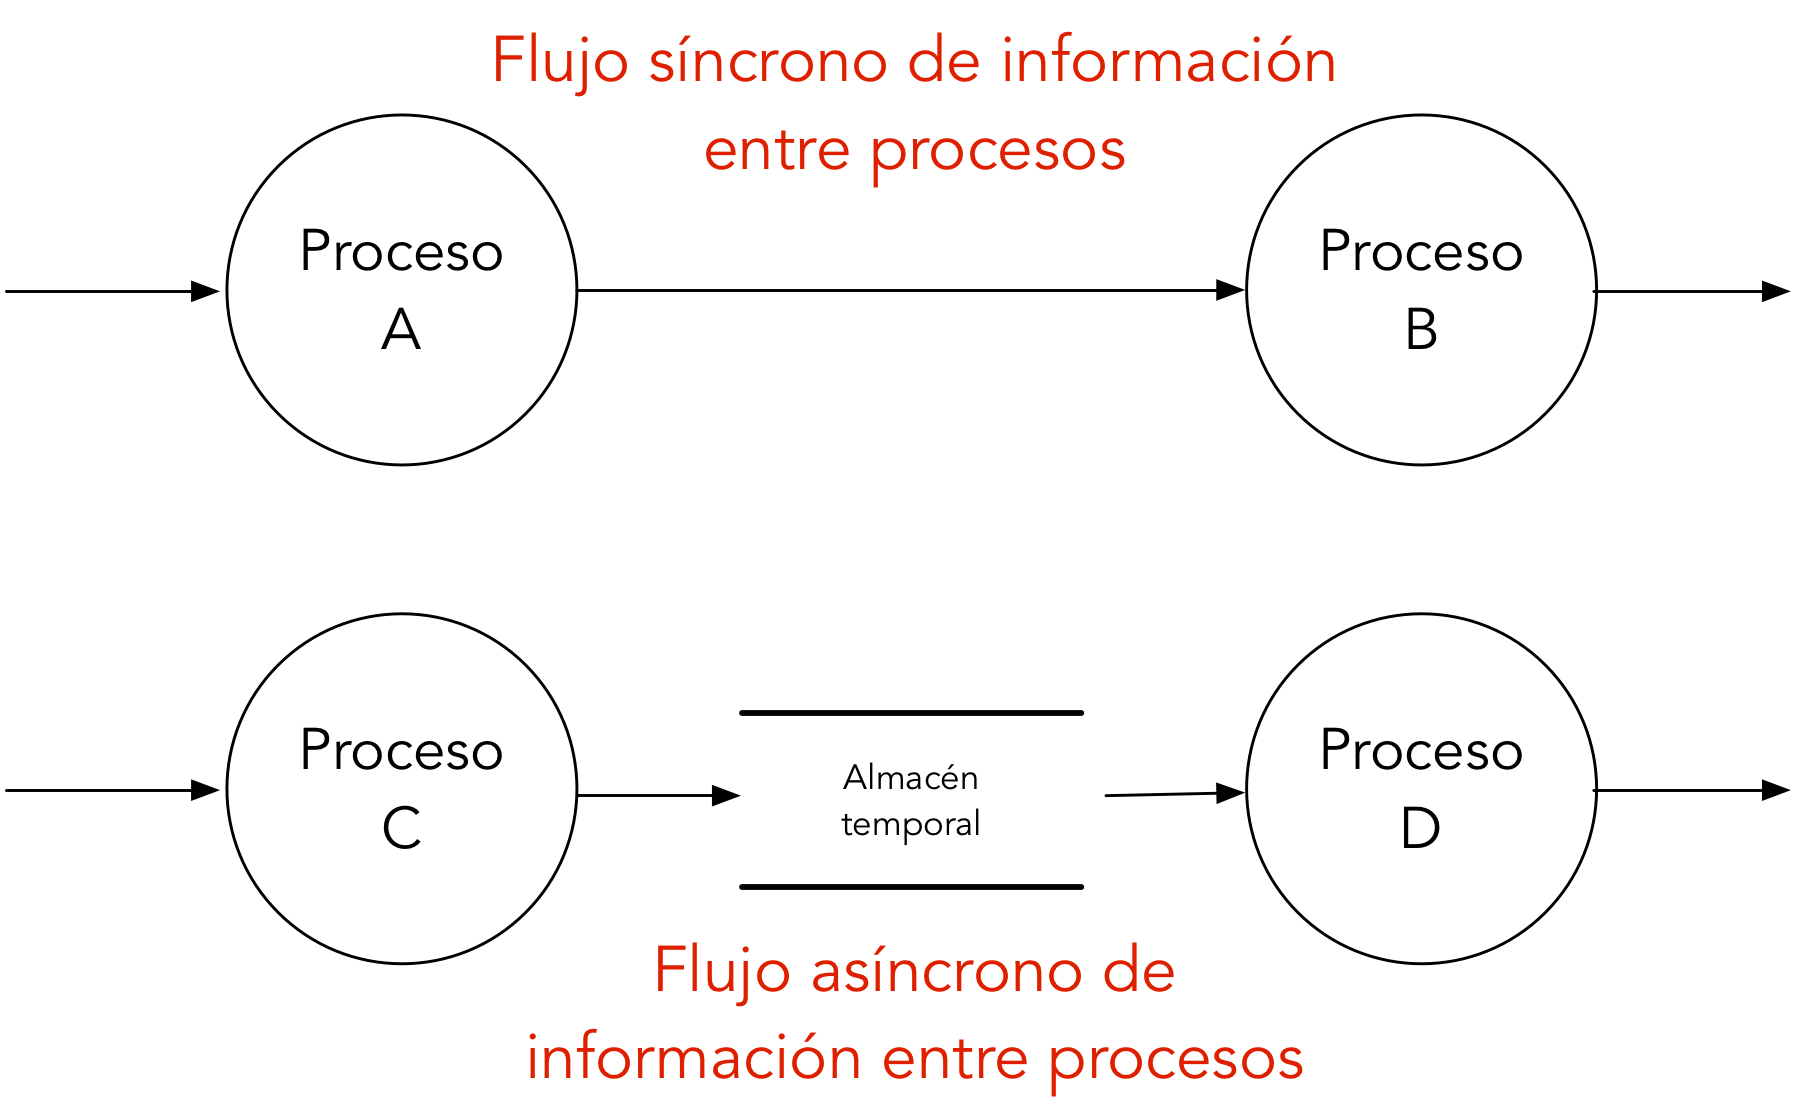 Flujo síncrono de información
entre procesos
Proceso
A
Proceso
B
Proceso
C
Almacén
temporal
Proceso
D
Flujo asíncrono de
información entre procesos